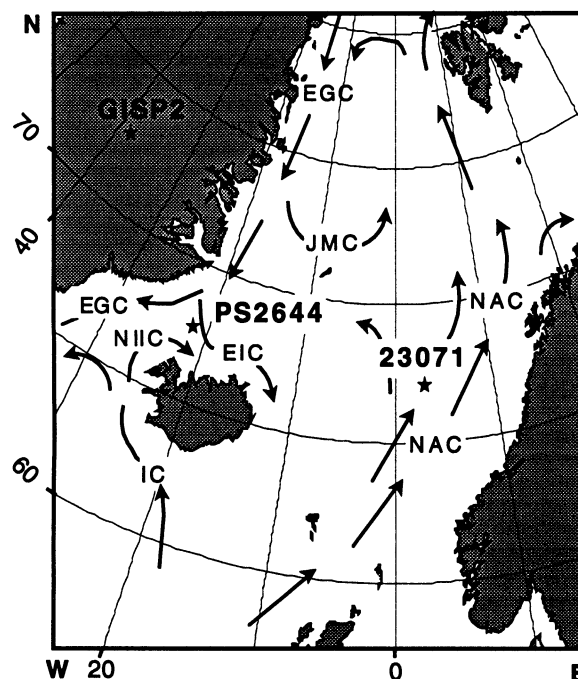 N
EGC
GISP2
70
40
JMC
EGC
PS2644
NAC
NIIC
EIC
23071
NAC
IC
60
W 20 0 E